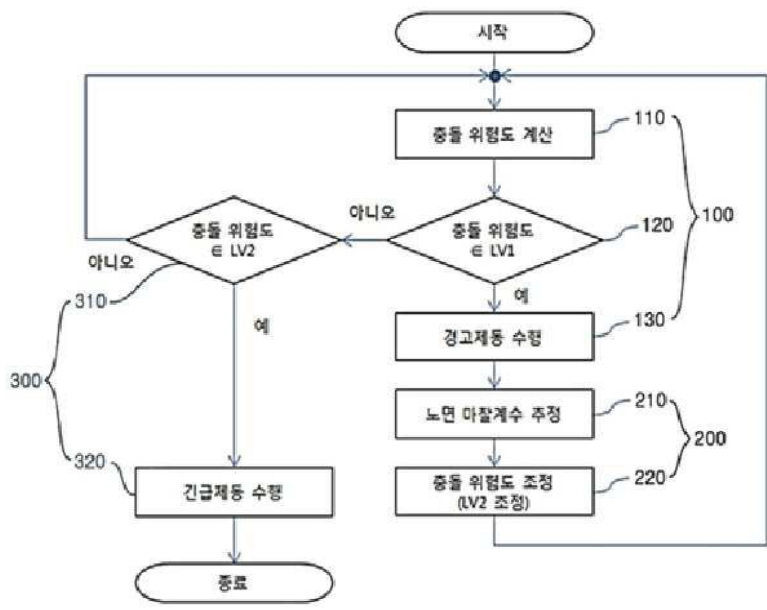 시작
충돌 위험도 계산
110
100
아니오
충돌 위험도
∈ LV2
충돌 위험도
∈ LV1
120
아니오
310
예
예
경고제동 수행
130
300
노면 마찰계수 추정
210
200
320
긴급제동 수행
충돌 위험도 조정
(LV2 조정)
220
종료